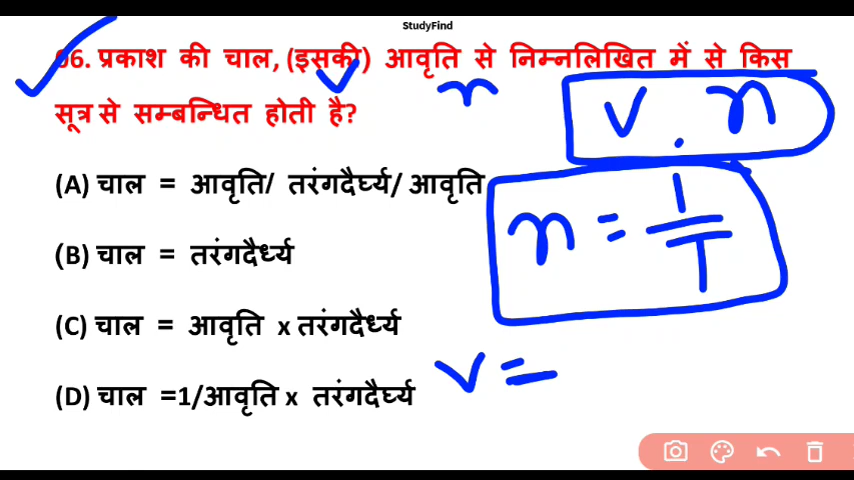 StudyFind
06. प्रकाश की चाल, (इसकी) आवृति से निम्नलिखित में से किस
सूत्र से सम्बन्धित होती है?
n
v . n
(A) चाल = आवृति/ तरंगदैर्घ्य/ आवृति
n = 1/T
(B) चाल = तरंगदैर्ध्य
(C) चाल = आवृति x तरंगदैर्ध्य
v =
(D) चाल =1/आवृति x तरंगदैर्घ्य